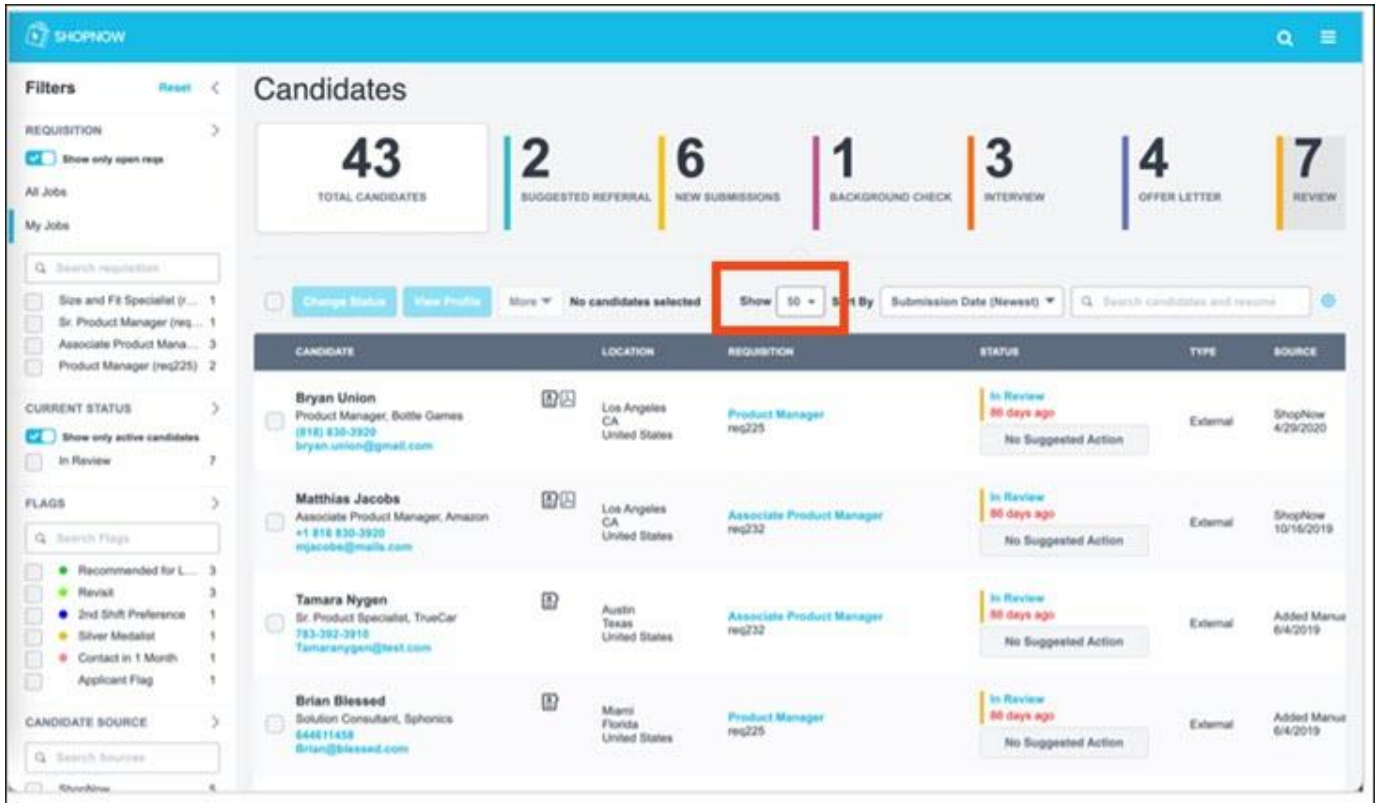 SHOPNOW
Filters
Reset
REQUISITION
Show only open reqs
All Jobs
My Jobs
Search requisition
Size and Fit Specialist (r... 1
Sr. Product Manager (req... 1
Associate Product Mana... 3
Product Manager (req225) 2
CURRENT STATUS
Show only active candidates
In Review 7
FLAGS
Search Flags
Recommended for L... 3
Revisit 3
2nd Shift Preference 1
Silver Medalist 1
Contact in 1 Month 1
Applicant Flag 1
CANDIDATE SOURCE
Search Sources
ShopNow 5
Candidates
43
TOTAL CANDIDATES
2
SUGGESTED REFERRAL
6
NEW SUBMISSIONS
1
BACKGROUND CHECK
3
INTERVIEW
4
OFFER LETTER
7
REVIEW
Change Status View Profile More No candidates selected Show 50 Sort By Submission Date (Newest) Search candidates and resume
CANDIDATE LOCATION REQUISITION STATUS TYPE SOURCE
Bryan Union
Product Manager, Bottle Games
(818) 830-3920
bryan.union@gmail.com
Los Angeles
CA
United States
Product Manager
req225
In Review
86 days ago
No Suggested Action
External
ShopNow
4/29/2020
Matthias Jacobs
Associate Product Manager, Amazon
+1 818 830-3920
mjacobs@mails.com
Los Angeles
CA
United States
Associate Product Manager
req232
In Review
86 days ago
No Suggested Action
External
ShopNow
10/16/2019
Tamara Nygen
Sr. Product Specialist, TrueCar
783-392-3910
Tamaranygen@test.com
Austin
Texas
United States
Associate Product Manager
req232
In Review
86 days ago
No Suggested Action
External
Added Manua
6/4/2019
Brian Blessed
Solution Consultant, Sphonics
644611458
Brian@blessed.com
Miami
Florida
United States
Product Manager
req225
In Review
86 days ago
No Suggested Action
External
Added Manua
6/4/2019